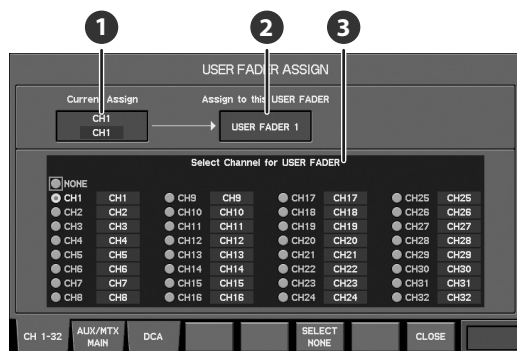 1 2 3
USER FADER ASSIGN
Current Assign
Assign to this USER FADER
CH1
CH1
USER FADER 1
Select Channel for USER FADER
NONE
CH1 CH1 CH9 CH9 CH17 CH17 CH25 CH25
CH2 CH2 CH10 CH10 CH18 CH18 CH26 CH26
CH3 CH3 CH11 CH11 CH19 CH19 CH27 CH27
CH4 CH4 CH12 CH12 CH20 CH20 CH28 CH28
CH5 CH5 CH13 CH13 CH21 CH21 CH29 CH29
CH6 CH6 CH14 CH14 CH22 CH22 CH30 CH30
CH7 CH7 CH15 CH15 CH23 CH23 CH31 CH31
CH8 CH8 CH16 CH16 CH24 CH24 CH32 CH32
CH 1-32
AUX/MTX
MAIN
DCA
SELECT
NONE
CLOSE